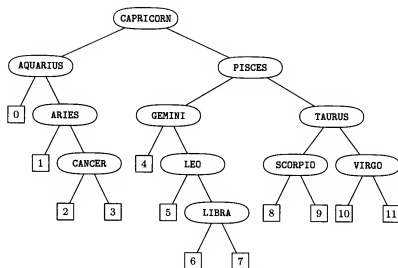 CAPRICORN
AQUARIUS PISCES
0 ARIES GEMINI TAURUS
1 CANCER 4 LEO SCORPIO VIRGO
2 3 5 LIBRA 8 9 10 11
6 7